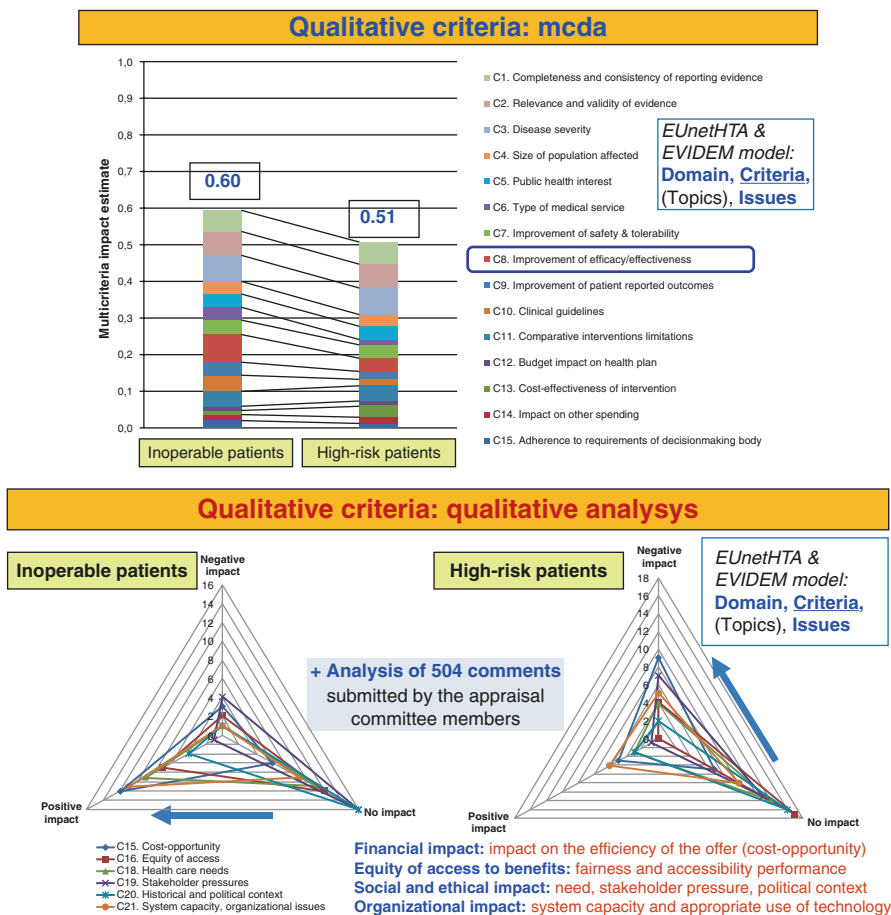 Qualitative criteria: mcda
Multicriteria impact estimate
1,0
0,9
0,8
0,7
0,6
0,5
0,4
0,3
0,2
0,1
0,0
0.60
0.51
Inoperable patients
High-risk patients
C1. Completeness and consistency of reporting evidence
C2. Relevance and validity of evidence
C3. Disease severity
C4. Size of population affected
C5. Public health interest
C6. Type of medical service
C7. Improvement of safety & tolerability
C8. Improvement of efficacy/effectiveness
C9. Improvement of patient reported outcomes
C10. Clinical guidelines
C11. Comparative interventions limitations
C12. Budget impact on health plan
C13. Cost-effectiveness of intervention
C14. Impact on other spending
C15. Adherence to requirements of decisionmaking body
EUnetHTA &
EVIDEM model:
Domain, Criteria,
(Topics), Issues
Qualitative criteria: qualitative analysys
Inoperable patients
Negative
impact
16
14
12
10
8
6
4
2
0
Positive
impact
No impact
+ Analysis of 504 comments
submitted by the appraisal
committee members
High-risk patients
Negative
impact
18
16
14
12
10
8
6
4
2
0
Positive
impact
No impact
EUnetHTA &
EVIDEM model:
Domain, Criteria,
(Topics), Issues
C15. Cost-opportunity
C16. Equity of access
C18. Health care needs
C19. Stakeholder pressures
C20. Historical and political context
C21. System capacity, organizational issues
Financial impact: impact on the efficiency of the offer (cost-opportunity)
Equity of access to benefits: fairness and accessibility performance
Social and ethical impact: need, stakeholder pressure, political context
Organizational impact: system capacity and appropriate use of technology